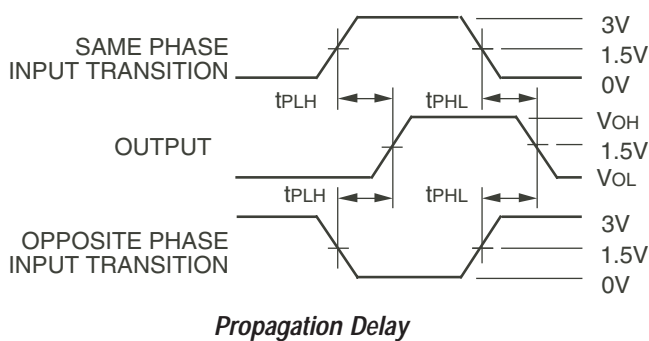 SAME PHASE
INPUT TRANSITION
3V
1.5V
0V
tPLH
tPHL
OUTPUT
VOH
1.5V
VOL
tPLH
tPHL
OPPOSITE PHASE
INPUT TRANSITION
3V
1.5V
0V
Propagation Delay